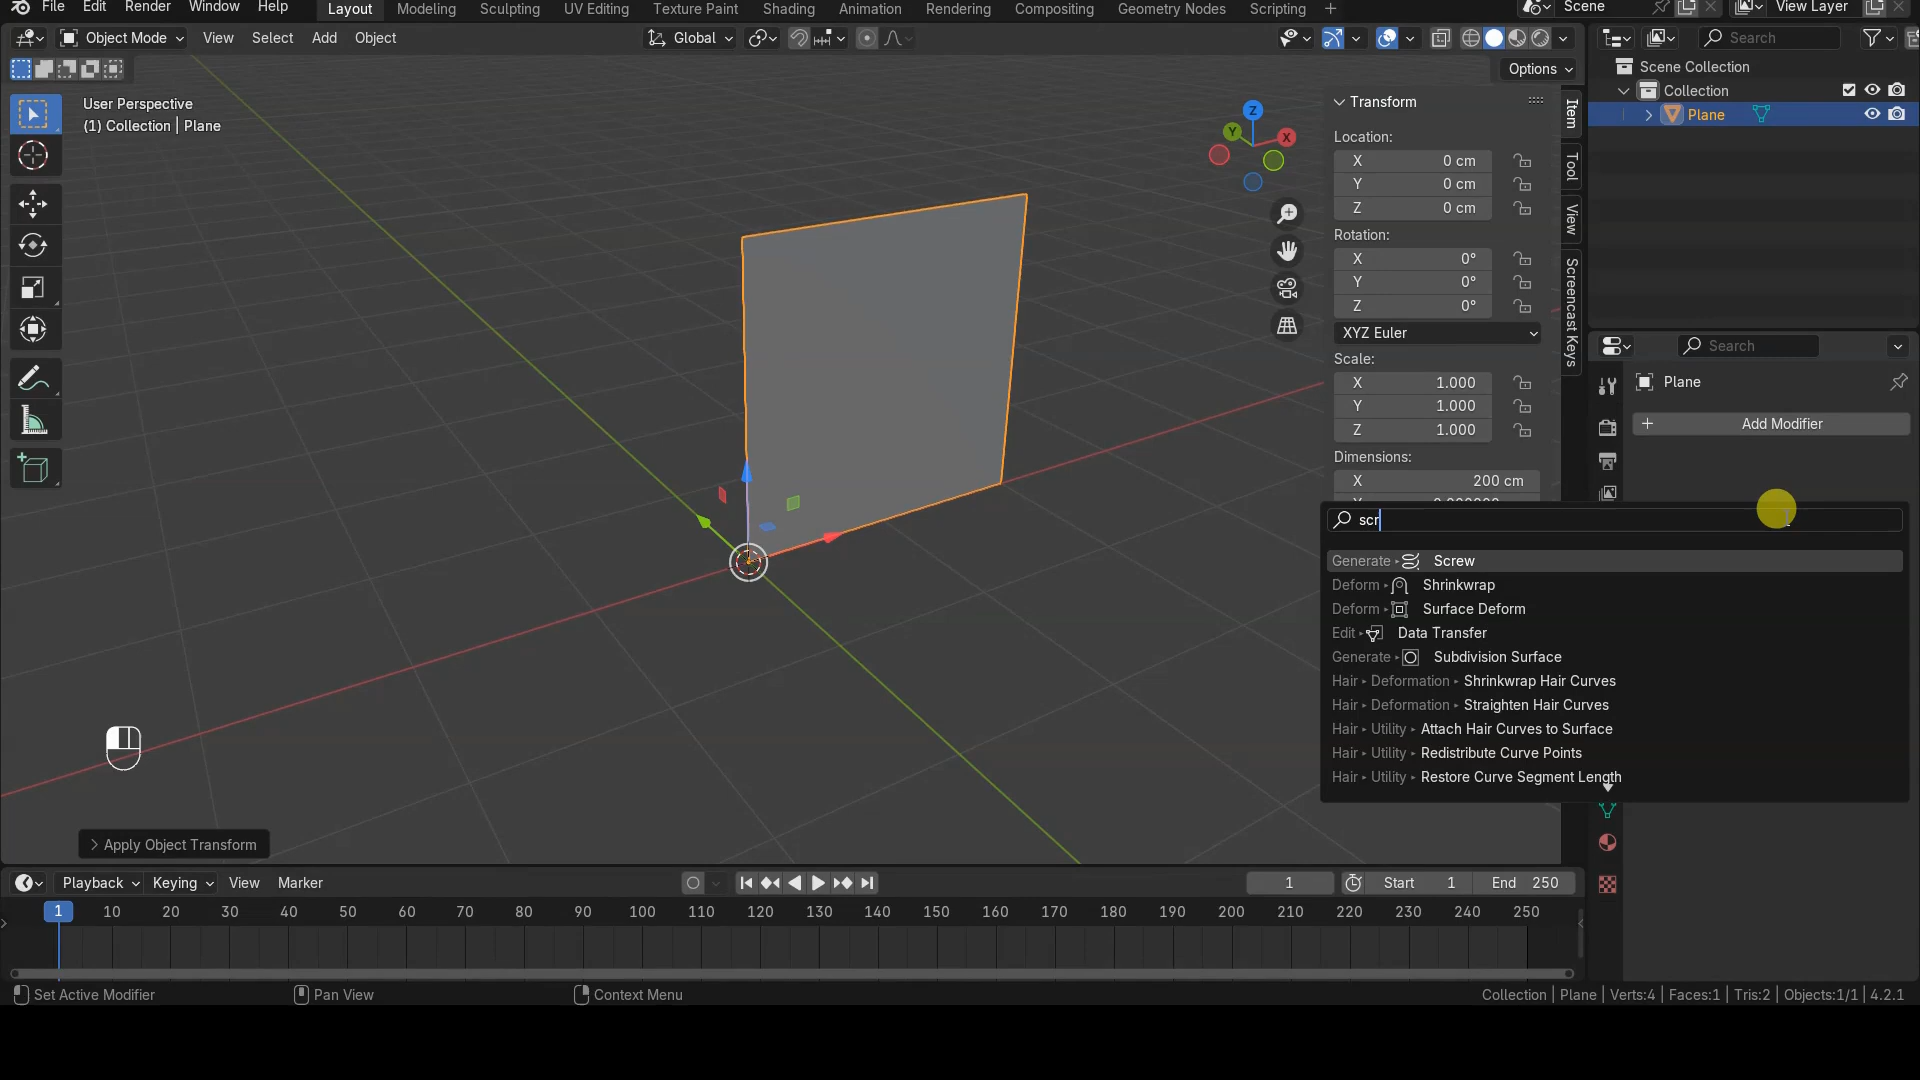 File Edit Render Window Help Layout Modeling Sculpting UV Editing Texture Paint Shading Animation Rendering Compositing Geometry Nodes Scripting + Scene View Layer
Object Mode View Select Add Object Global Search
Options
Scene Collection
Collection
Plane
User Perspective
(1) Collection | Plane
Z
Y
X
Transform
Location:
X 0 cm
Y 0 cm
Z 0 cm
Rotation:
X 0°
Y 0°
Z 0°
XYZ Euler
Scale:
X 1.000
Y 1.000
Z 1.000
Dimensions:
X 200 cm
Item
Tool
View
Screencast Keys
Search
Plane
+ Add Modifier
scr
Generate Screw
Deform Shrinkwrap
Deform Surface Deform
Edit Data Transfer
Generate Subdivision Surface
Hair Deformation Shrinkwrap Hair Curves
Hair Deformation Straighten Hair Curves
Hair Utility Attach Hair Curves to Surface
Hair Utility Redistribute Curve Points
Hair Utility Restore Curve Segment Length
Apply Object Transform
Playback Keying View Marker 1 Start 1 End 250
1 10 20 30 40 50 60 70 80 90 100 110 120 130 140 150 160 170 180 190 200 210 220 230 240 250
Set Active Modifier Pan View Context Menu Collection | Plane | Verts:4 | Faces:1 | Tris:2 | Objects:1/1 | 4.2.1